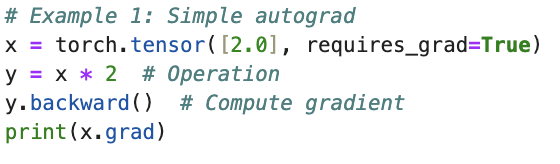 # Example 1: Simple autograd
x = torch.tensor([2.0], requires_grad=True)
y = x * 2  # Operation
y.backward()  # Compute gradient
print(x.grad)